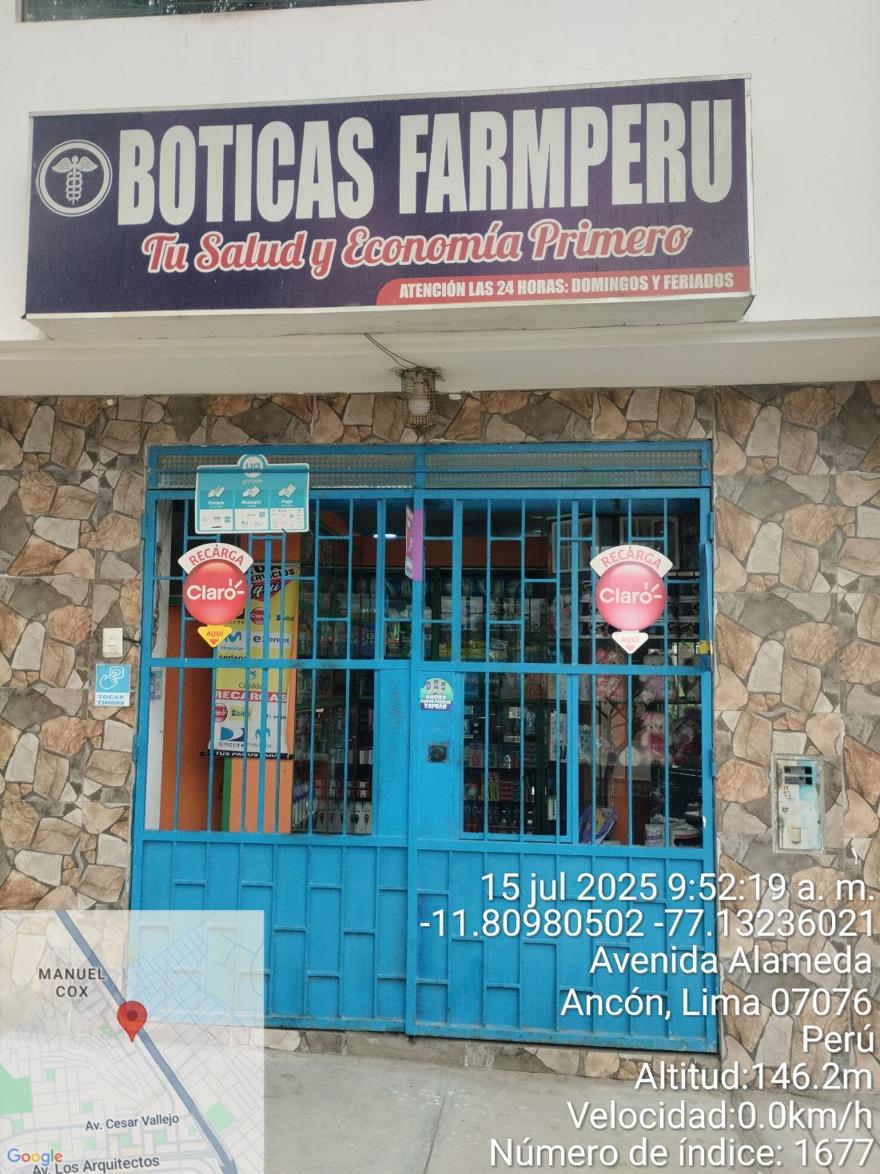 BOTICAS FARMPERU
Tu Salud y Economía Primero
ATENCIÓN LAS 24 HORAS: DOMINGOS Y FERIADOS
RECARGA
Claro
AQUÍ
RECARGA
Claro
AQUÍ
TOCAR
TIMBRE
RECARGAS
bitel
DIRECTV
AHORA
15 jul 2025 9:52:19 a. m.
-11.80980502 -77.13236021
Avenida Alameda
Ancón, Lima 07076
Perú
Altitud:146.2m
Velocidad:0.0km/h
Número de índice: 1677
MANUEL
COX
Av. Cesar Vallejo
Google
Av. Los Arquitectos